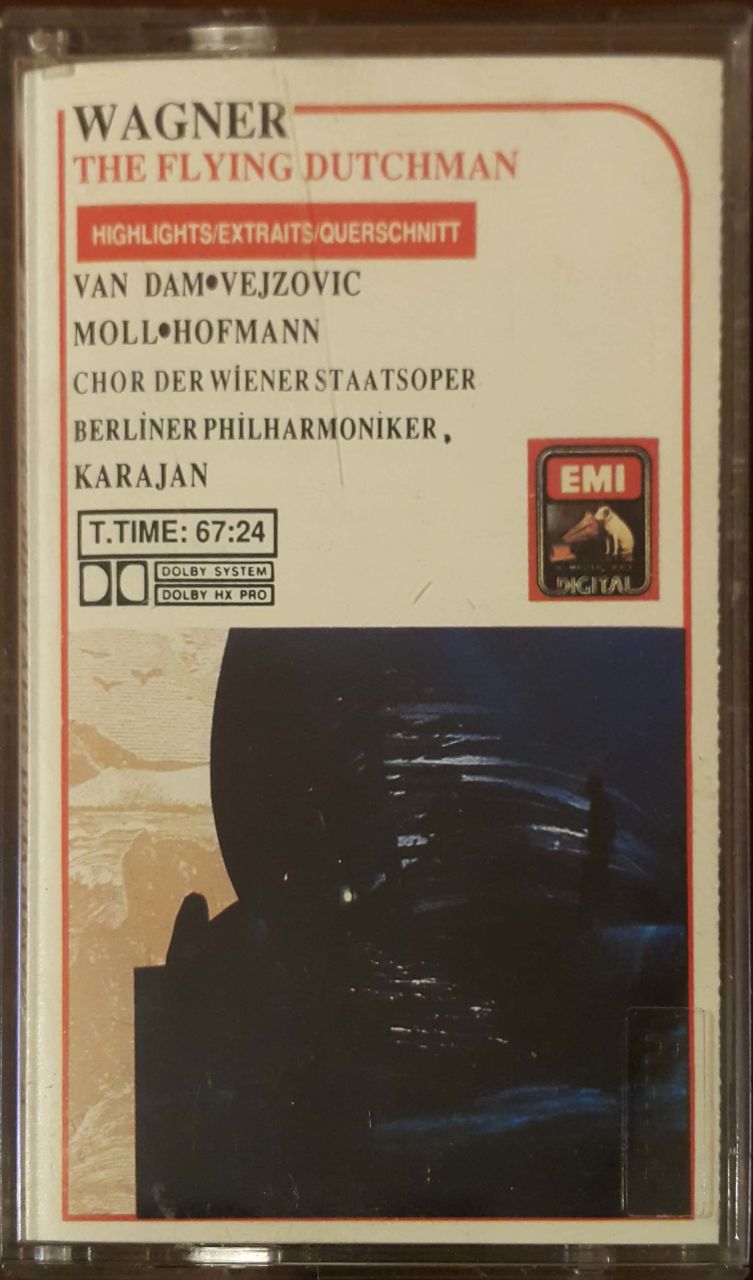 WAGNER
THE FLYING DUTCHMAN
HIGHLIGHTS/EXTRAITS/QUERSCHNITT
VAN DAM•VEJZOVIC
MOLL•HOFMANN
CHOR DER WİENER STAATSOPER
BERLİNER PHİLHARMONİKER,
KARAJAN
T.TIME: 67:24
DOLBY SYSTEM
DOLBY HX PRO
EMI
DIGITAL